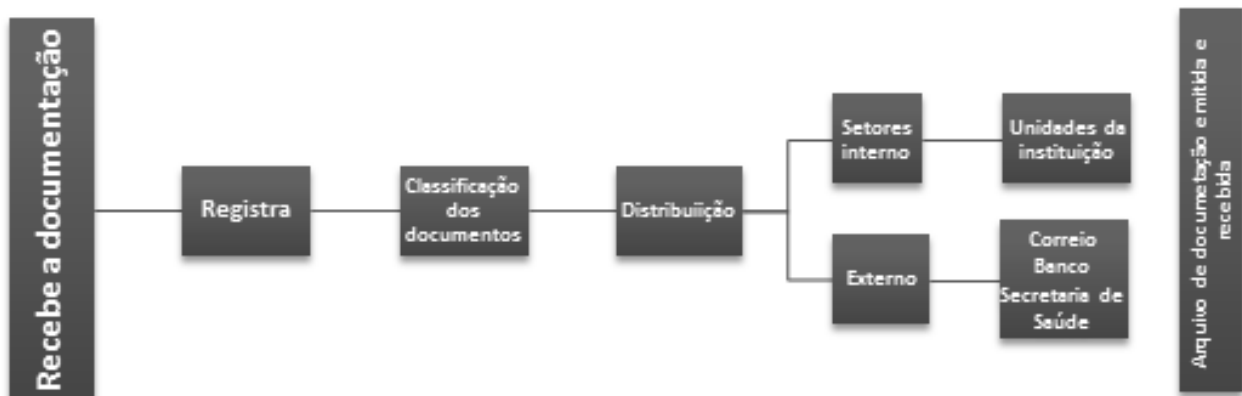 Recebe a documentação
Registra
Classificação
dos
documentos
Distribuiição
Setores
interno
Unidades da
instituição
Externo
Correio
Banco
Secretaria de
Saúde
Arquivo de documetação emitida e
recebida